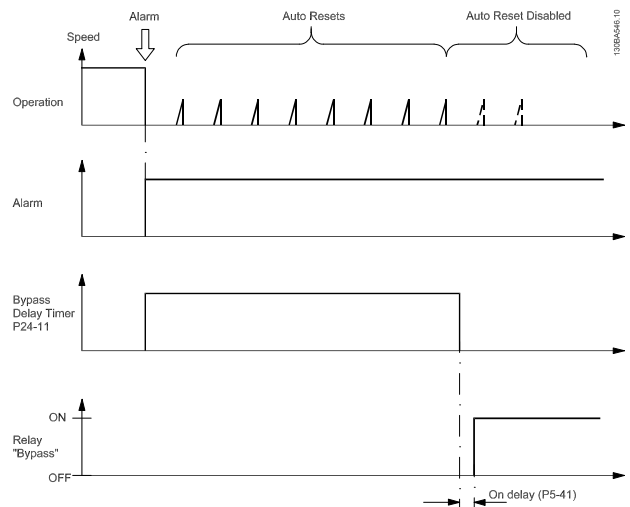 Alarm
Auto Resets
Auto Reset Disabled
130BA546.10
Speed
Operation
Alarm
Bypass
Delay Timer
P24-11
ON
Relay
"Bypass"
OFF
On delay (P5-41)